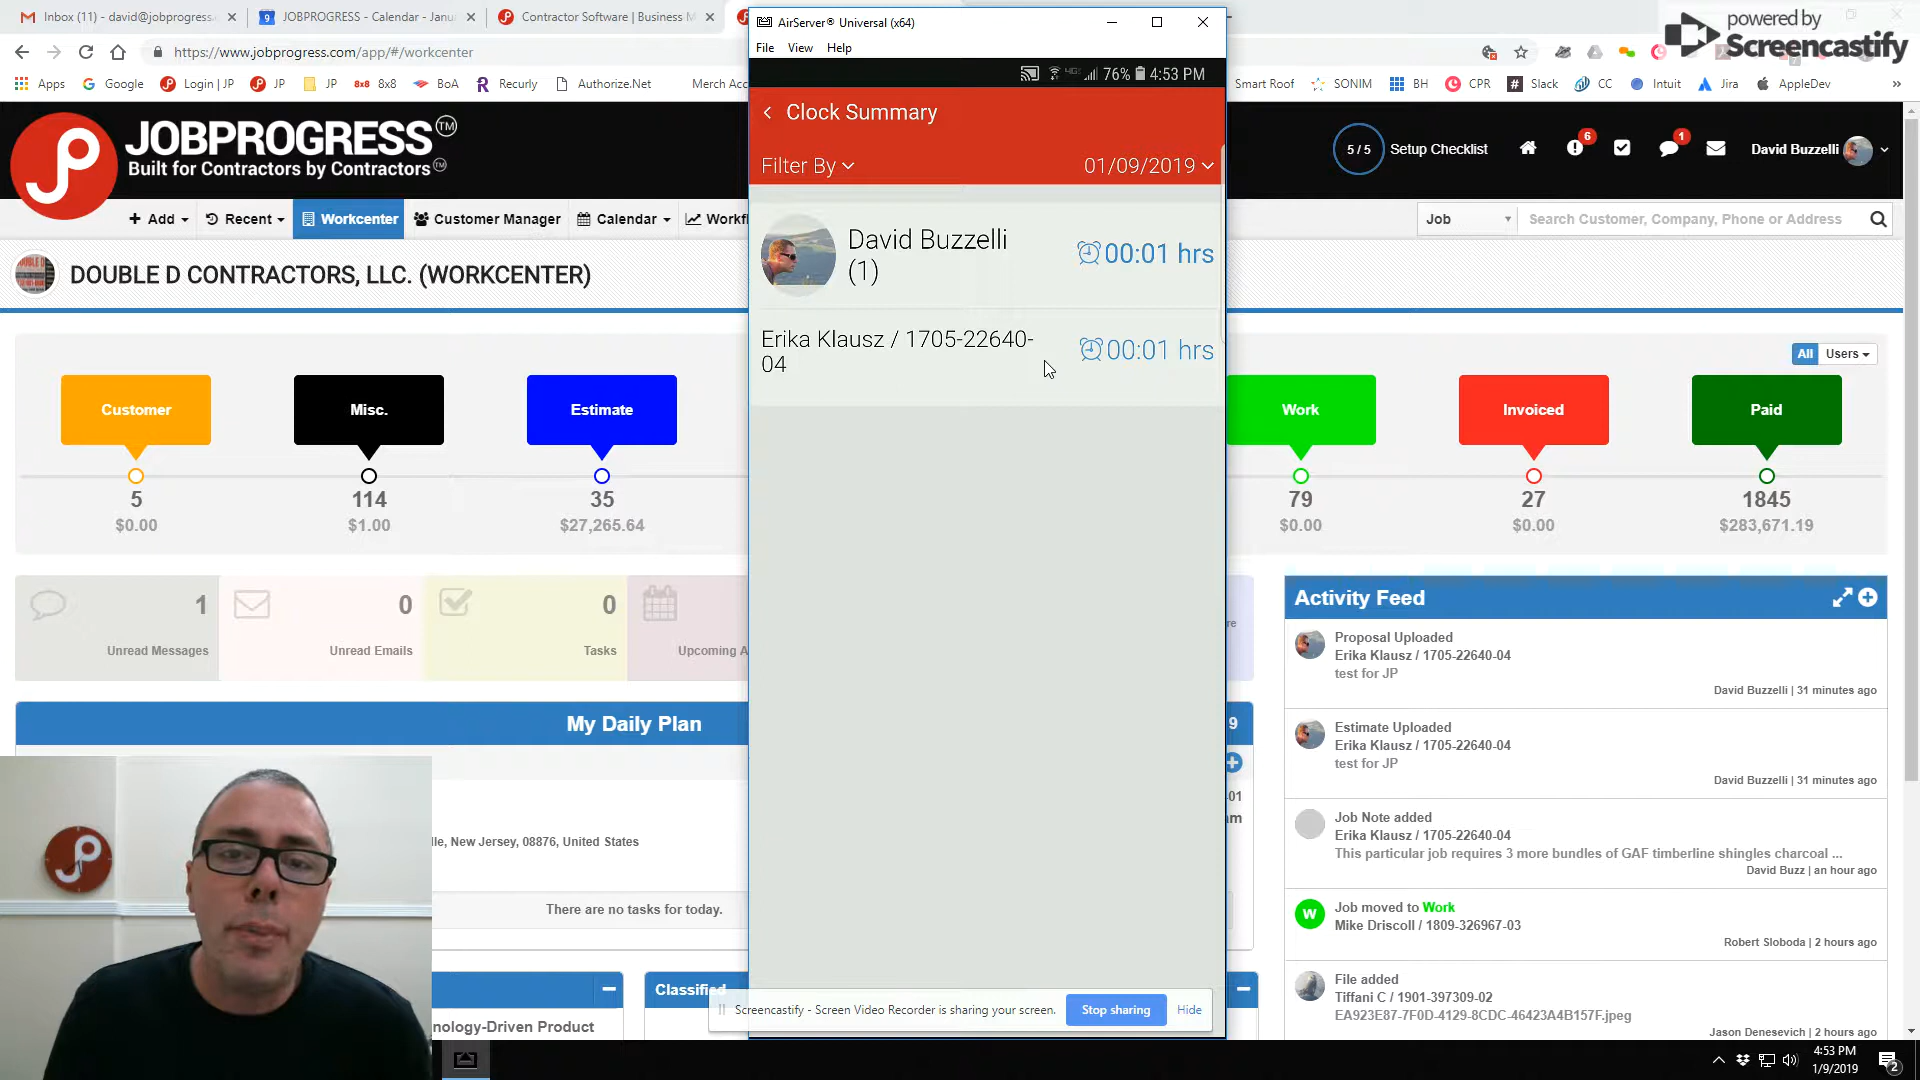 Inbox (11) - david@jobprogress.
JOBPROGRESS - Calendar - Janu
Contractor Software | Business M
AirServer® Universal (x64)
powered by
Screencastify
https://www.jobprogress.com/app/#/workcenter
File View Help
Apps Google Login | JP JP JP 8x8 8x8 BoA Recurly Authorize.Net Merch Acc
76% 4:53 PM
Smart Roof SONIM BH CPR Slack CC Intuit Jira AppleDev
JOBPROGRESS TM
Built for Contractors by Contractors TM
Clock Summary
5 / 5 Setup Checklist 6 1 David Buzzelli
Filter By 01/09/2019
+ Add Recent Workcenter Customer Manager Calendar Workfl
Job Search Customer, Company, Phone or Address
DOUBLE D CONTRACTORS, LLC. (WORKCENTER)
David Buzzelli
(1)
00:01 hrs
Erika Klausz / 1705-22640-
04
00:01 hrs
All Users
Customer Misc. Estimate Work Invoiced Paid
5 114 35 79 27 1845
$0.00 $1.00 $27,265.64 $0.00 $0.00 $283,671.19
1 0 0
Unread Messages Unread Emails Tasks Upcoming A re
My Daily Plan 9
le, New Jersey, 08876, United States
01
am
There are no tasks for today.
Activity Feed
Proposal Uploaded
Erika Klausz / 1705-22640-04
test for JP
David Buzzelli | 31 minutes ago
Estimate Uploaded
Erika Klausz / 1705-22640-04
test for JP
David Buzzelli | 31 minutes ago
Job Note added
Erika Klausz / 1705-22640-04
This particular job requires 3 more bundles of GAF timberline shingles charcoal ...
David Buzz | an hour ago
W Job moved to Work
Mike Driscoll / 1809-326967-03
Robert Sloboda | 2 hours ago
File added
Tiffani C / 1901-397309-02
EA923E87-7F0D-4129-8CDC-46423A4B157F.jpeg
Jason Denesevich | 2 hours ago
Classified
Screencastify - Screen Video Recorder is sharing your screen. Stop sharing Hide
nology-Driven Product
4:53 PM
1/9/2019
2